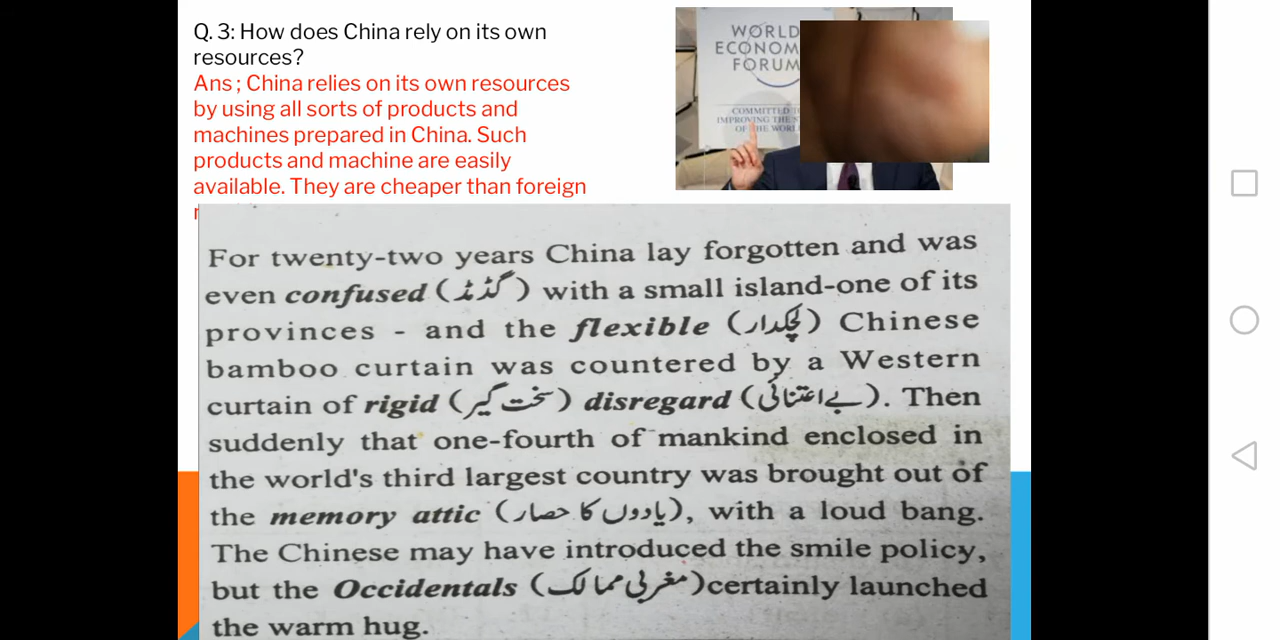 Q. 3: How does China rely on its own
resources?
Ans ; China relies on its own resources
by using all sorts of products and
machines prepared in China. Such
products and machine are easily
available. They are cheaper than foreign
WORLD
ECONOM
FORUM
COMMITTED
IMPROVING THE
OF THE WORL
For twenty-two years China lay forgotten and was
even confused (گڈمڈ) with a small island-one of its
provinces - and the flexible (لچکدار) Chinese
bamboo curtain was countered by a Western
curtain of rigid (سخت گیر) disregard (بے اعتنائی). Then
suddenly that one-fourth of mankind enclosed in
the world's third largest country was brought out of
the memory attic (یادوں کا حصار), with a loud bang.
The Chinese may have introduced the smile policy,
but the Occidentals (مغربی ممالک) certainly launched
the warm hug.